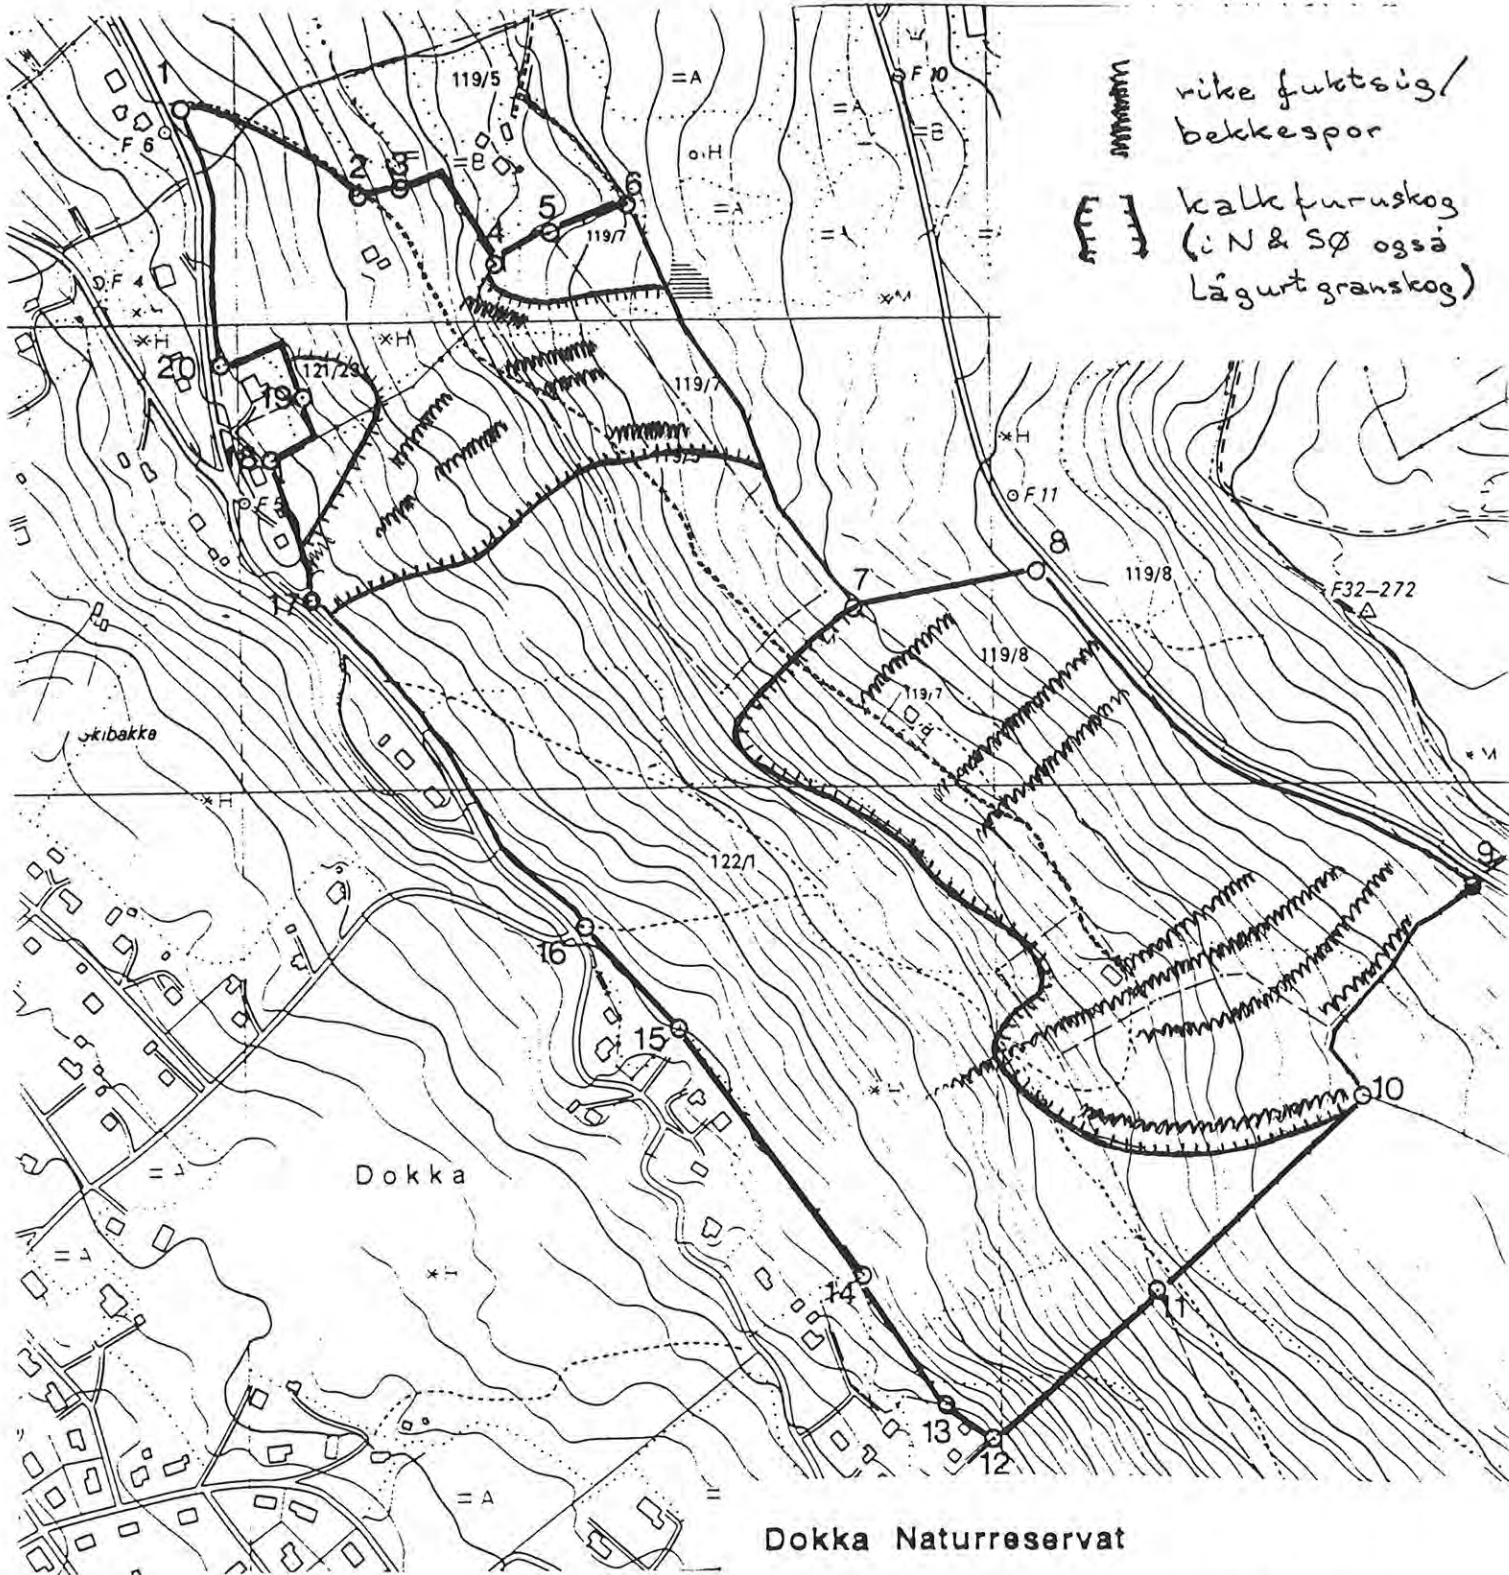 rike fuktsig/
bekkespor
kalkfuruskog
(i N & SØ også
Lågurtgranskog)
1
F 6
119/5
=A
F 10
=A
=B
2
3
=B
H
=A
6
5
4
119/7
F 4
M
H
H
20
121/23
19
119/7
H
18
F 5
F 11
8
7
119/8
F32-272
17
119/8
119/7
M
H
9
122/1
16
15
10
Dokka
14
11
13
12
= A
=
Dokka Naturreservat